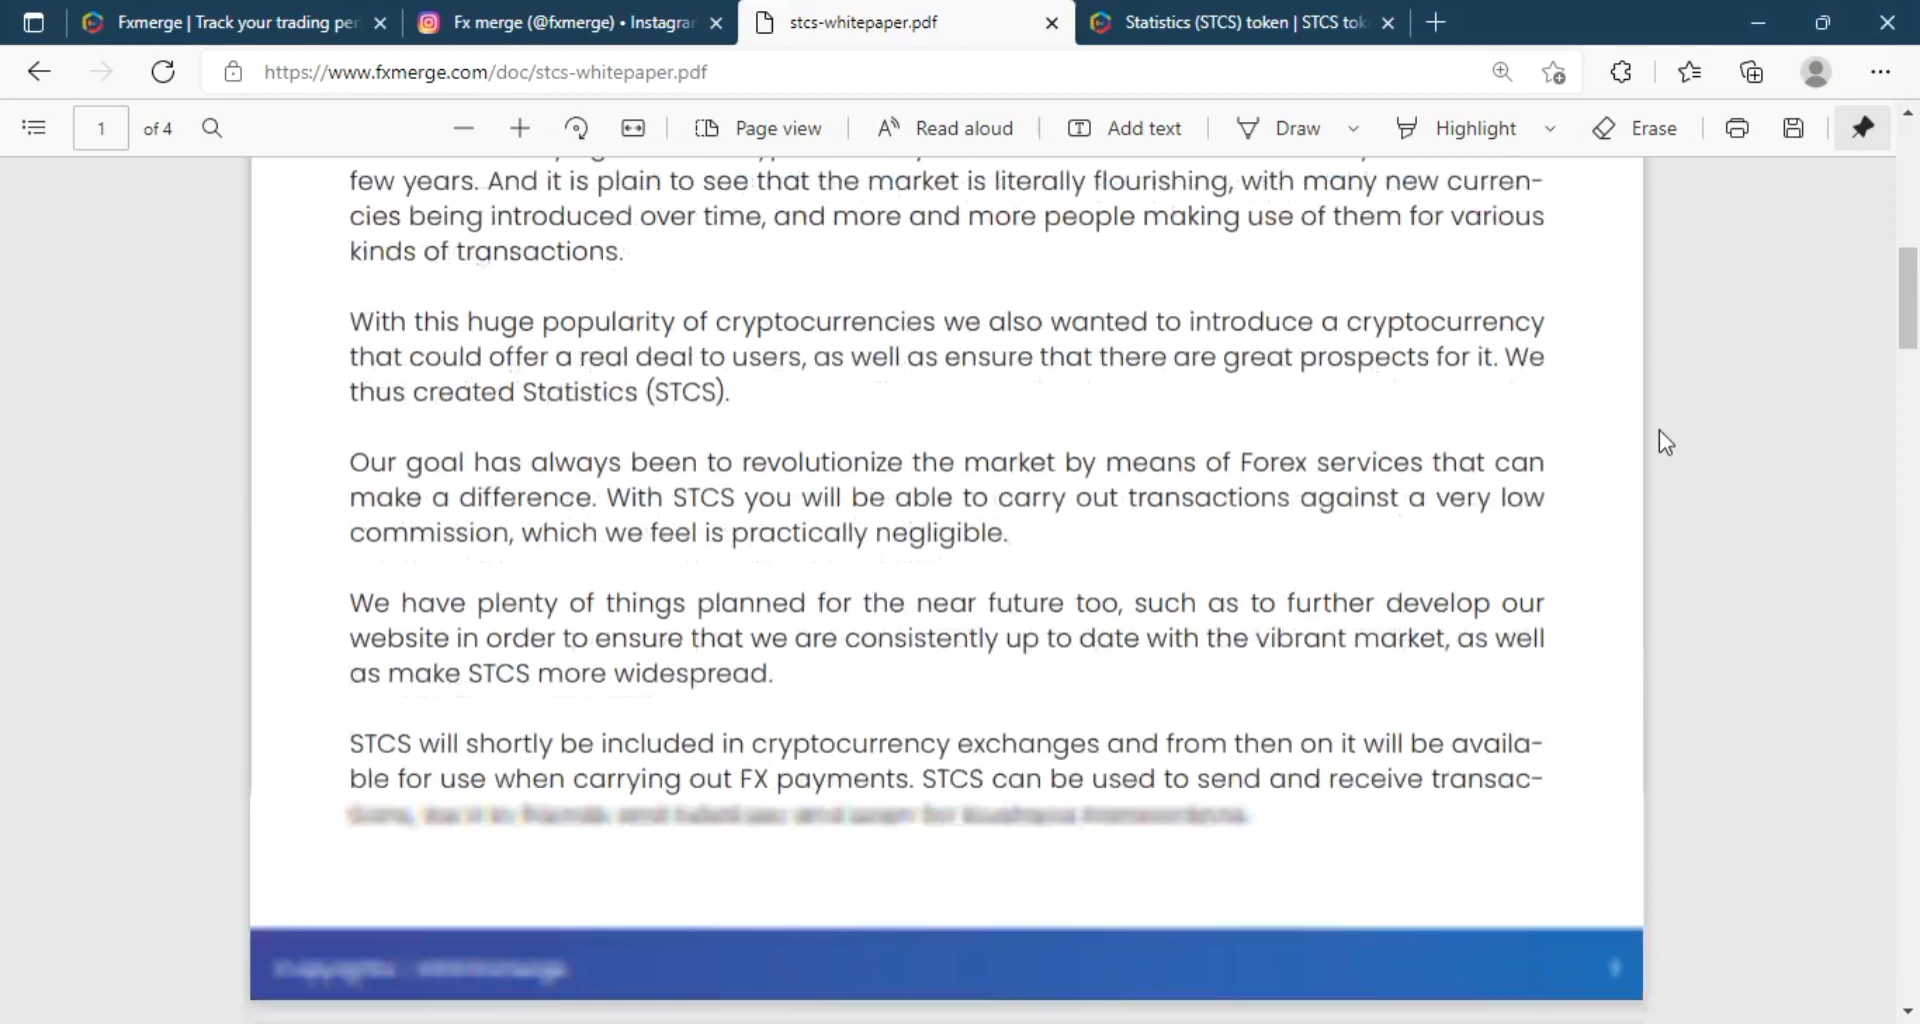 Fxmerge | Track your trading per
Fx merge (@fxmerge) • Instagrar
stcs-whitepaper.pdf
Statistics (STCS) token | STCS tok
https://www.fxmerge.com/doc/stcs-whitepaper.pdf
1 of 4
Page view
Read aloud
Add text
Draw
Highlight
Erase
few years. And it is plain to see that the market is literally flourishing, with many new curren-
cies being introduced over time, and more and more people making use of them for various
kinds of transactions.
With this huge popularity of cryptocurrencies we also wanted to introduce a cryptocurrency
that could offer a real deal to users, as well as ensure that there are great prospects for it. We
thus created Statistics (STCS).
Our goal has always been to revolutionize the market by means of Forex services that can
make a difference. With STCS you will be able to carry out transactions against a very low
commission, which we feel is practically negligible.
We have plenty of things planned for the near future too, such as to further develop our
website in order to ensure that we are consistently up to date with the vibrant market, as well
as make STCS more widespread.
STCS will shortly be included in cryptocurrency exchanges and from then on it will be availa-
ble for use when carrying out FX payments. STCS can be used to send and receive transac-